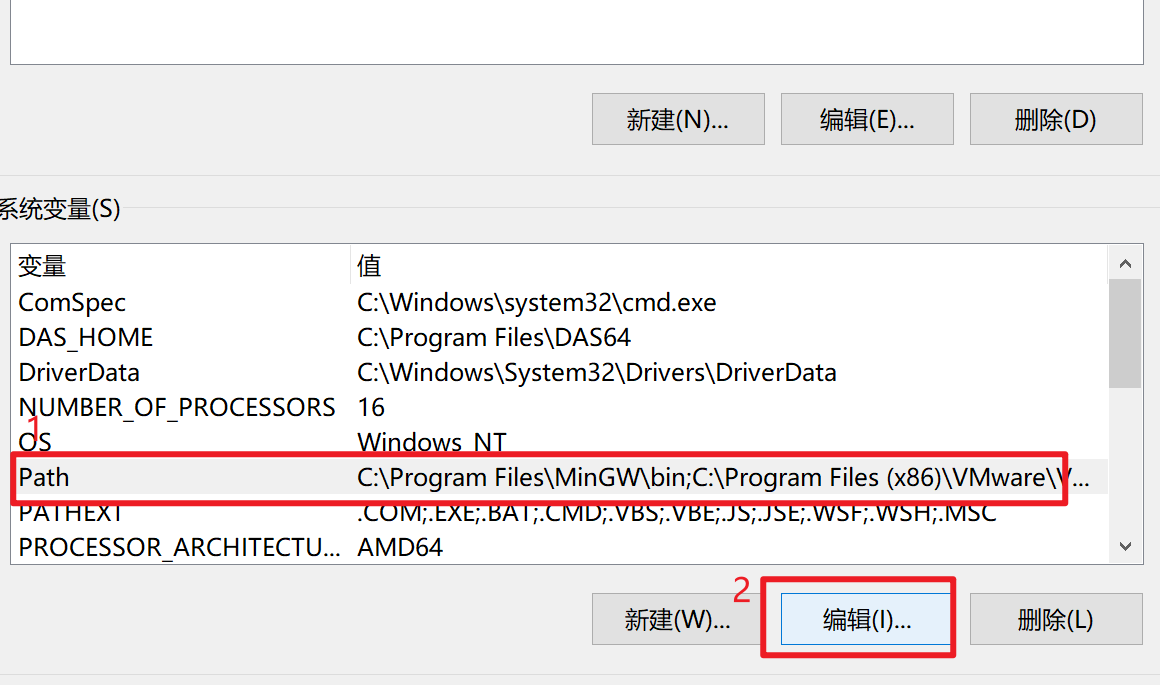 新建(N)... 编辑(E)... 删除(D)
系统变量(S)
变量 值
ComSpec C:\Windows\system32\cmd.exe
DAS_HOME C:\Program Files\DAS64
DriverData C:\Windows\System32\Drivers\DriverData
NUMBER_OF_PROCESSORS 16
1
OS Windows_NT
Path C:\Program Files\MinGW\bin;C:\Program Files (x86)\VMware\V...
PATHEXT .COM;.EXE;.BAT;.CMD;.VBS;.VBE;.JS;.JSE;.WSF;.WSH;.MSC
PROCESSOR_ARCHITECTU... AMD64
2
新建(W)... 编辑(I)... 删除(L)